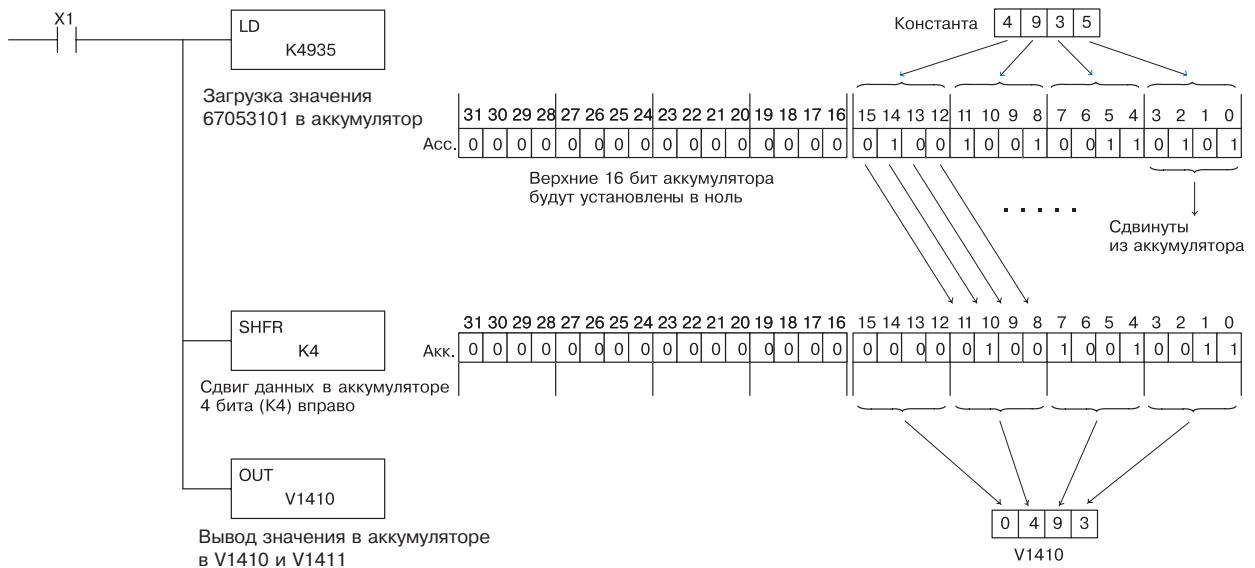 X1
LD
K4935
Загрузка значения
67053101 в аккумулятор
Константа 4 9 3 5
31 30 29 28 27 26 25 24 23 22 21 20 19 18 17 16 15 14 13 12 11 10 9 8 7 6 5 4 3 2 1 0
Acc. 0 0 0 0 0 0 0 0 0 0 0 0 0 0 0 0 0 1 0 0 1 0 0 1 0 0 1 1 0 1 0 1
Верхние 16 бит аккумулятора
будут установлены в ноль
Сдвинуты
из аккумулятора
SHFR
K4
Сдвиг данных в аккумуляторе
4 бита (K4) вправо
31 30 29 28 27 26 25 24 23 22 21 20 19 18 17 16 15 14 13 12 11 10 9 8 7 6 5 4 3 2 1 0
Акк. 0 0 0 0 0 0 0 0 0 0 0 0 0 0 0 0 0 0 0 0 0 1 0 0 1 0 0 1 0 0 1 1
OUT
V1410
Вывод значения в аккумуляторе
в V1410 и V1411
0 4 9 3
V1410